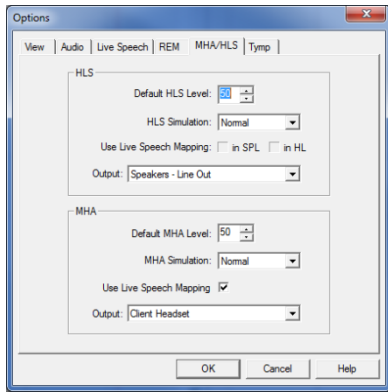 Options
View Audio Live Speech REM MHA/HLS Tymp
HLS
Default HLS Level: 50
HLS Simulation: Normal
Use Live Speech Mapping: in SPL in HL
Output: Speakers - Line Out
MHA
Default MHA Level: 50
MHA Simulation: Normal
Use Live Speech Mapping
Output: Client Headset
OK Cancel Help